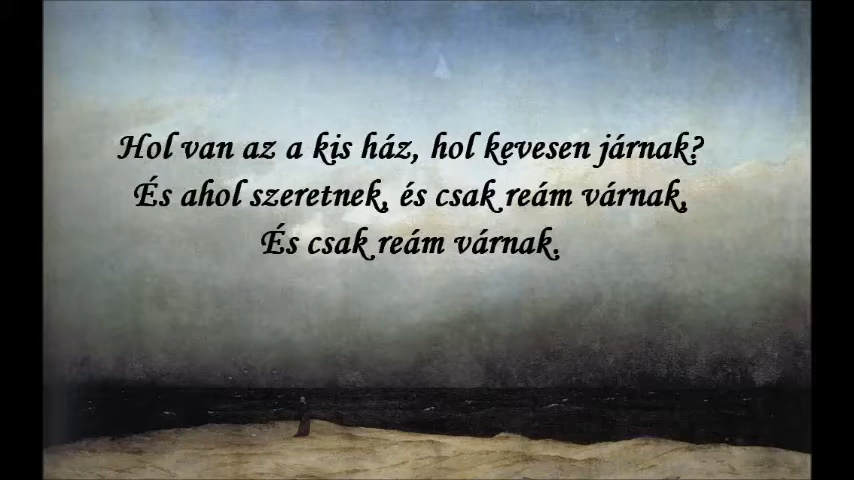 Hol van az a kis ház, hol kevesen járnak?
És ahol szeretnek, és csak reám várnak,
És csak reám várnak.